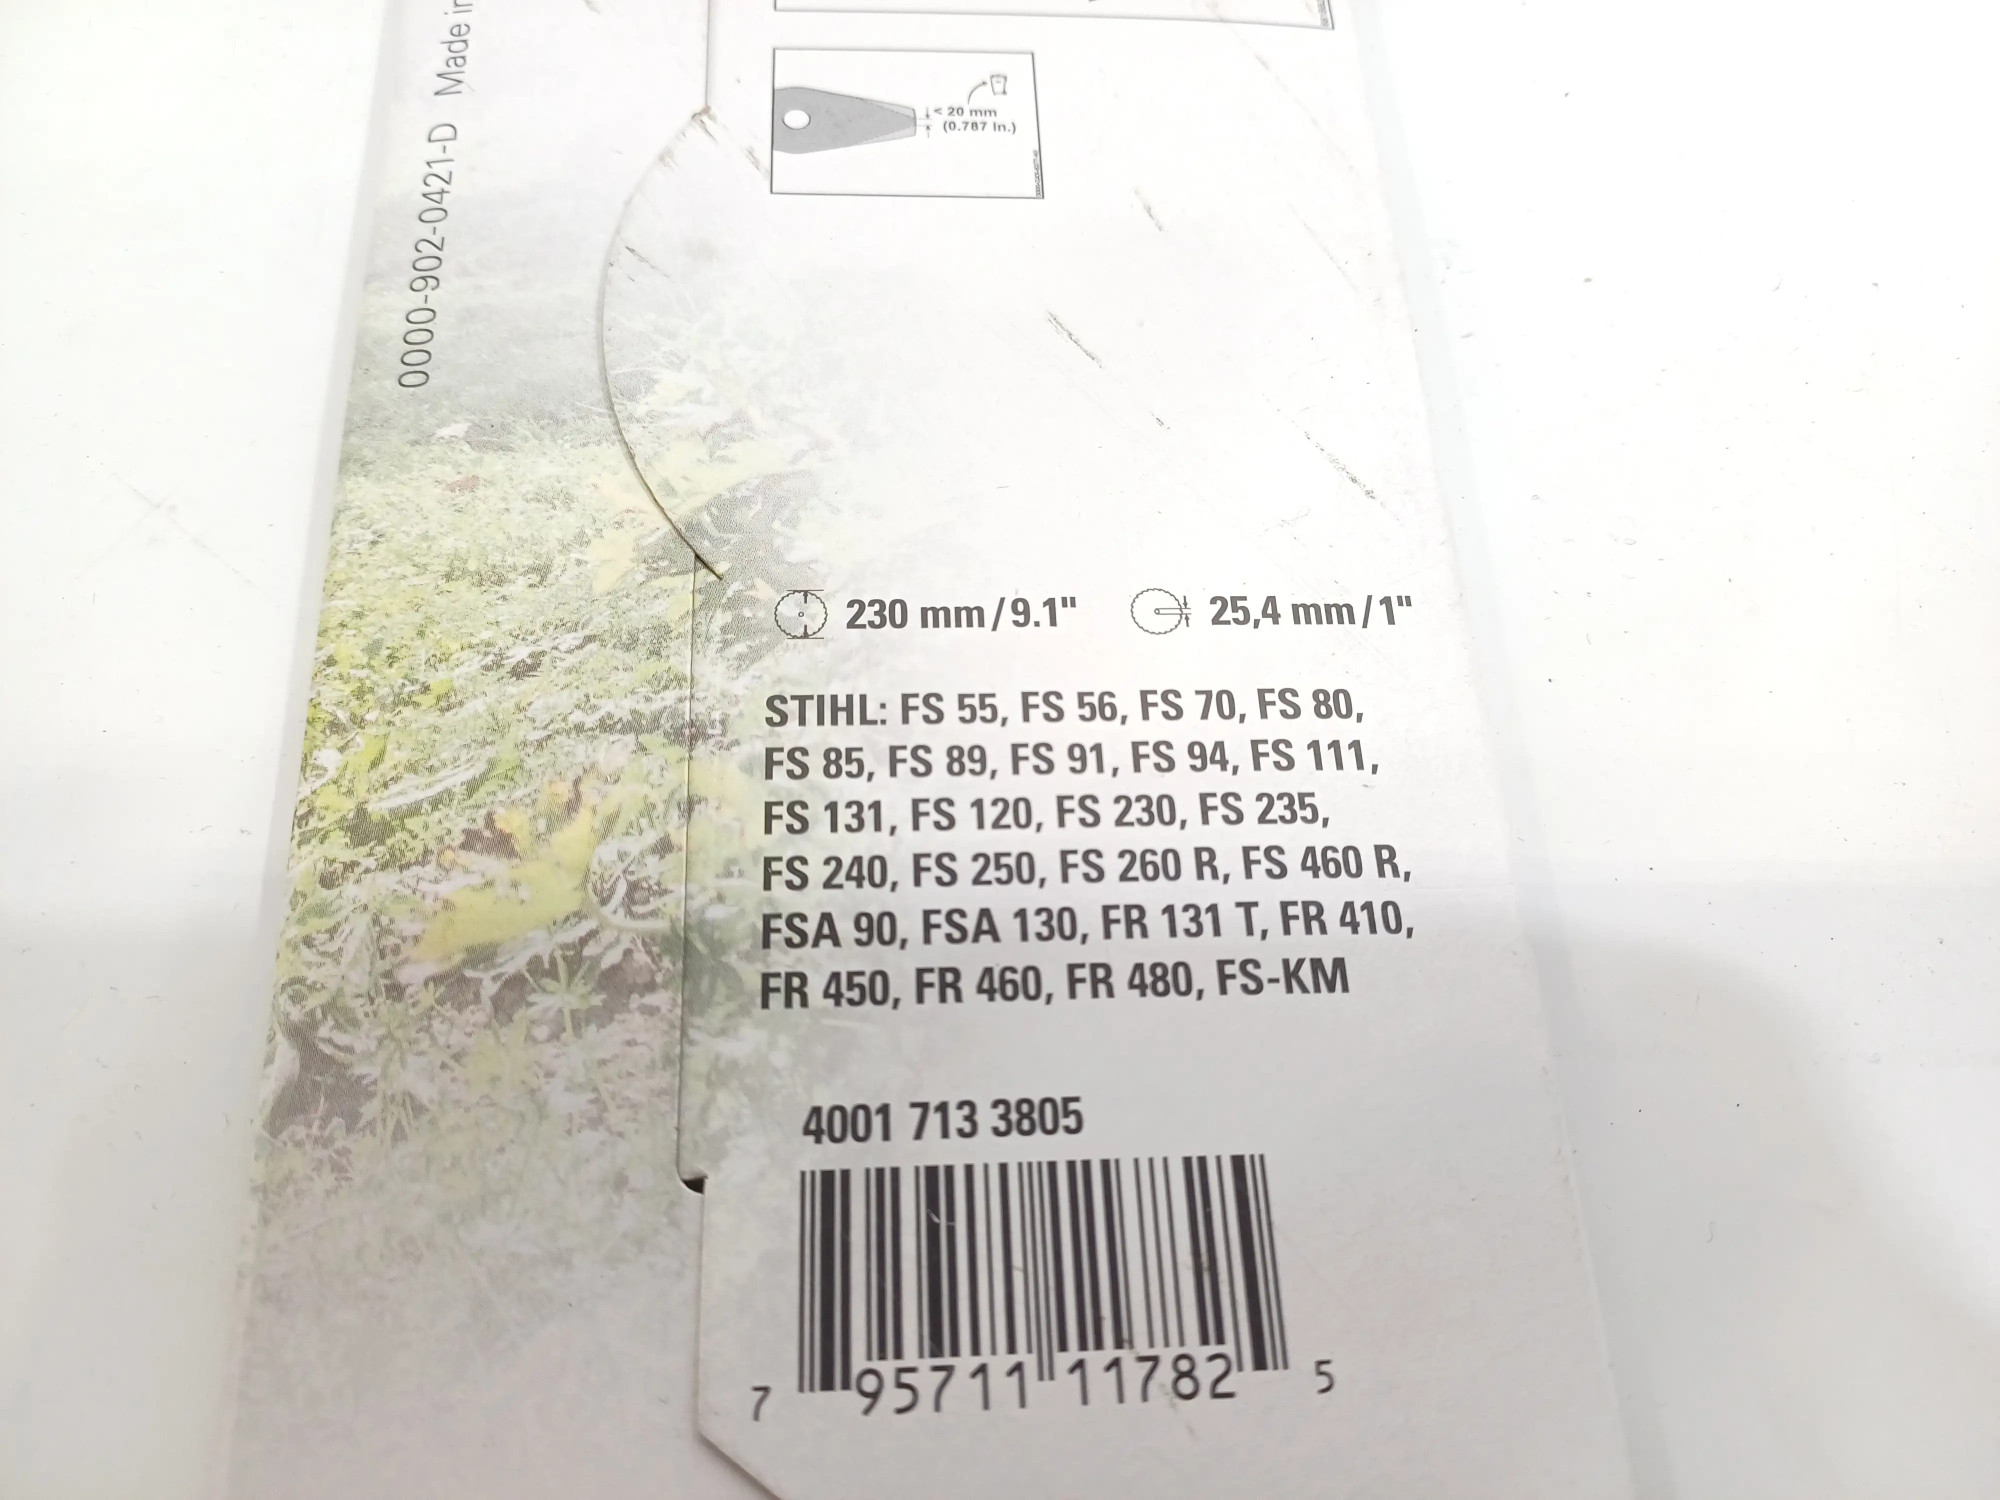 0000-902-0421-D Made in
< 20 mm
(0.787 In.)
230 mm/9.1" 25,4 mm/1"
STIHL: FS 55, FS 56, FS 70, FS 80,
FS 85, FS 89, FS 91, FS 94, FS 111,
FS 131, FS 120, FS 230, FS 235,
FS 240, FS 250, FS 260 R, FS 460 R,
FSA 90, FSA 130, FR 131 T, FR 410,
FR 450, FR 460, FR 480, FS-KM
4001 713 3805
7 95711 11782 5